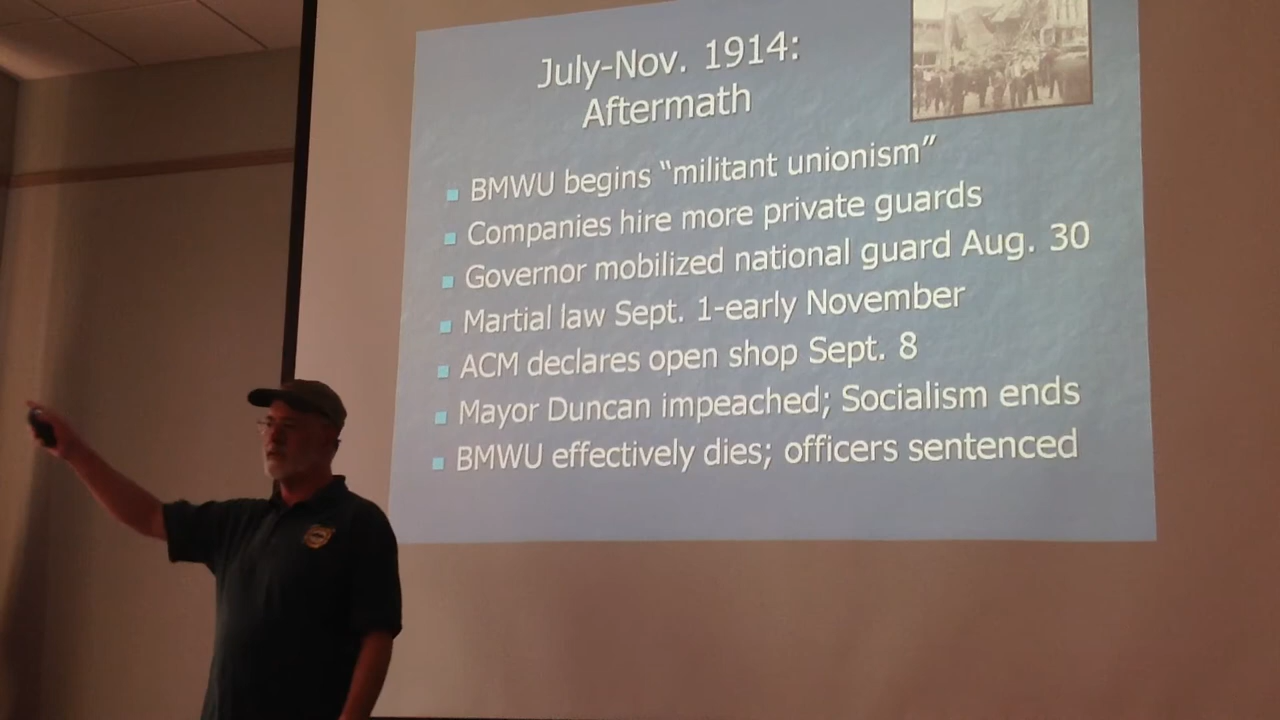 July-Nov. 1914:
Aftermath
BMWU begins “militant unionism”
Companies hire more private guards
Governor mobilized national guard Aug. 30
Martial law Sept. 1-early November
ACM declares open shop Sept. 8
Mayor Duncan impeached; Socialism ends
BMWU effectively dies; officers sentenced